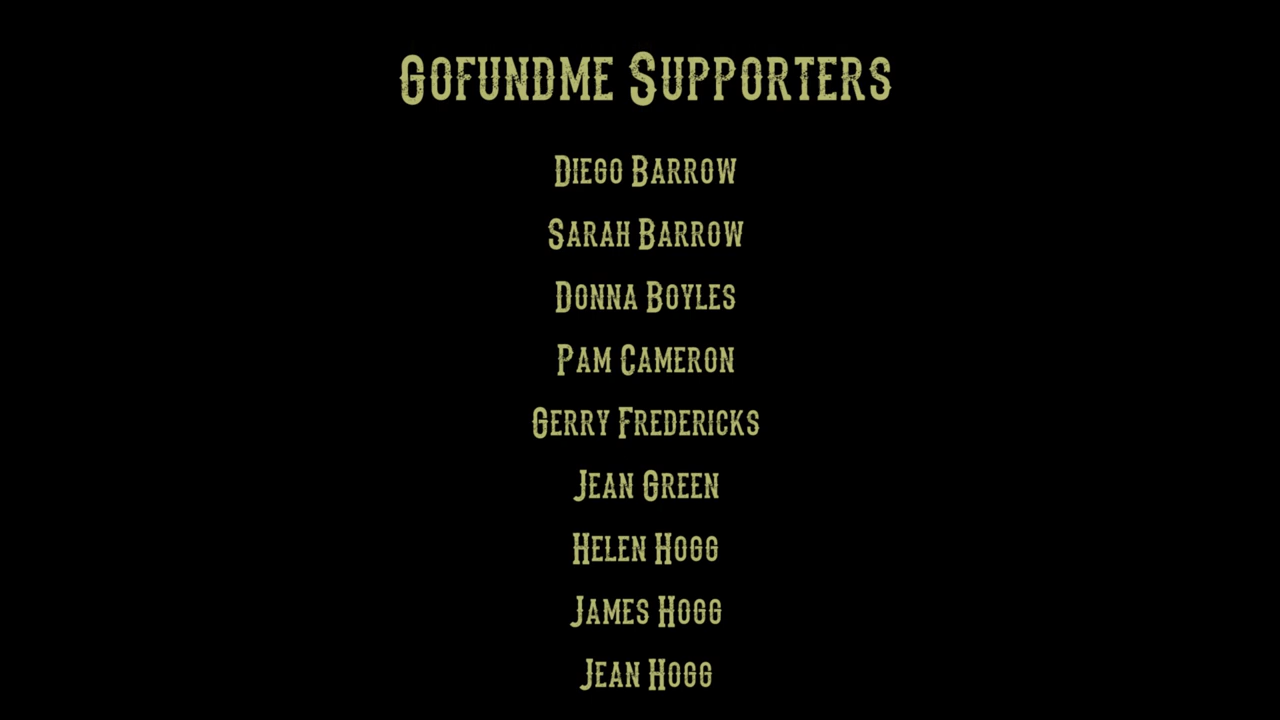 Gofundme Supporters
Diego Barrow
Sarah Barrow
Donna Boyles
Pam Cameron
Gerry Fredericks
Jean Green
Helen Hogg
James Hogg
Jean Hogg